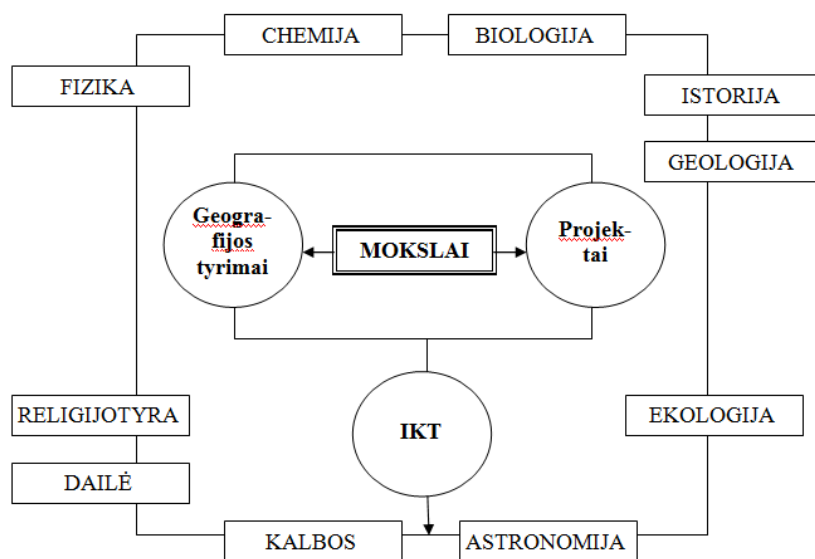 CHEMIJA
BIOLOGIJA
FIZIKA
ISTORIJA
GEOLOGIJA
Geogra-
fijos
tyrimai
MOKSLAI
Projek-
tai
RELIGIJOTYRA
EKOLOGIJA
IKT
DAILĖ
KALBOS
ASTRONOMIJA